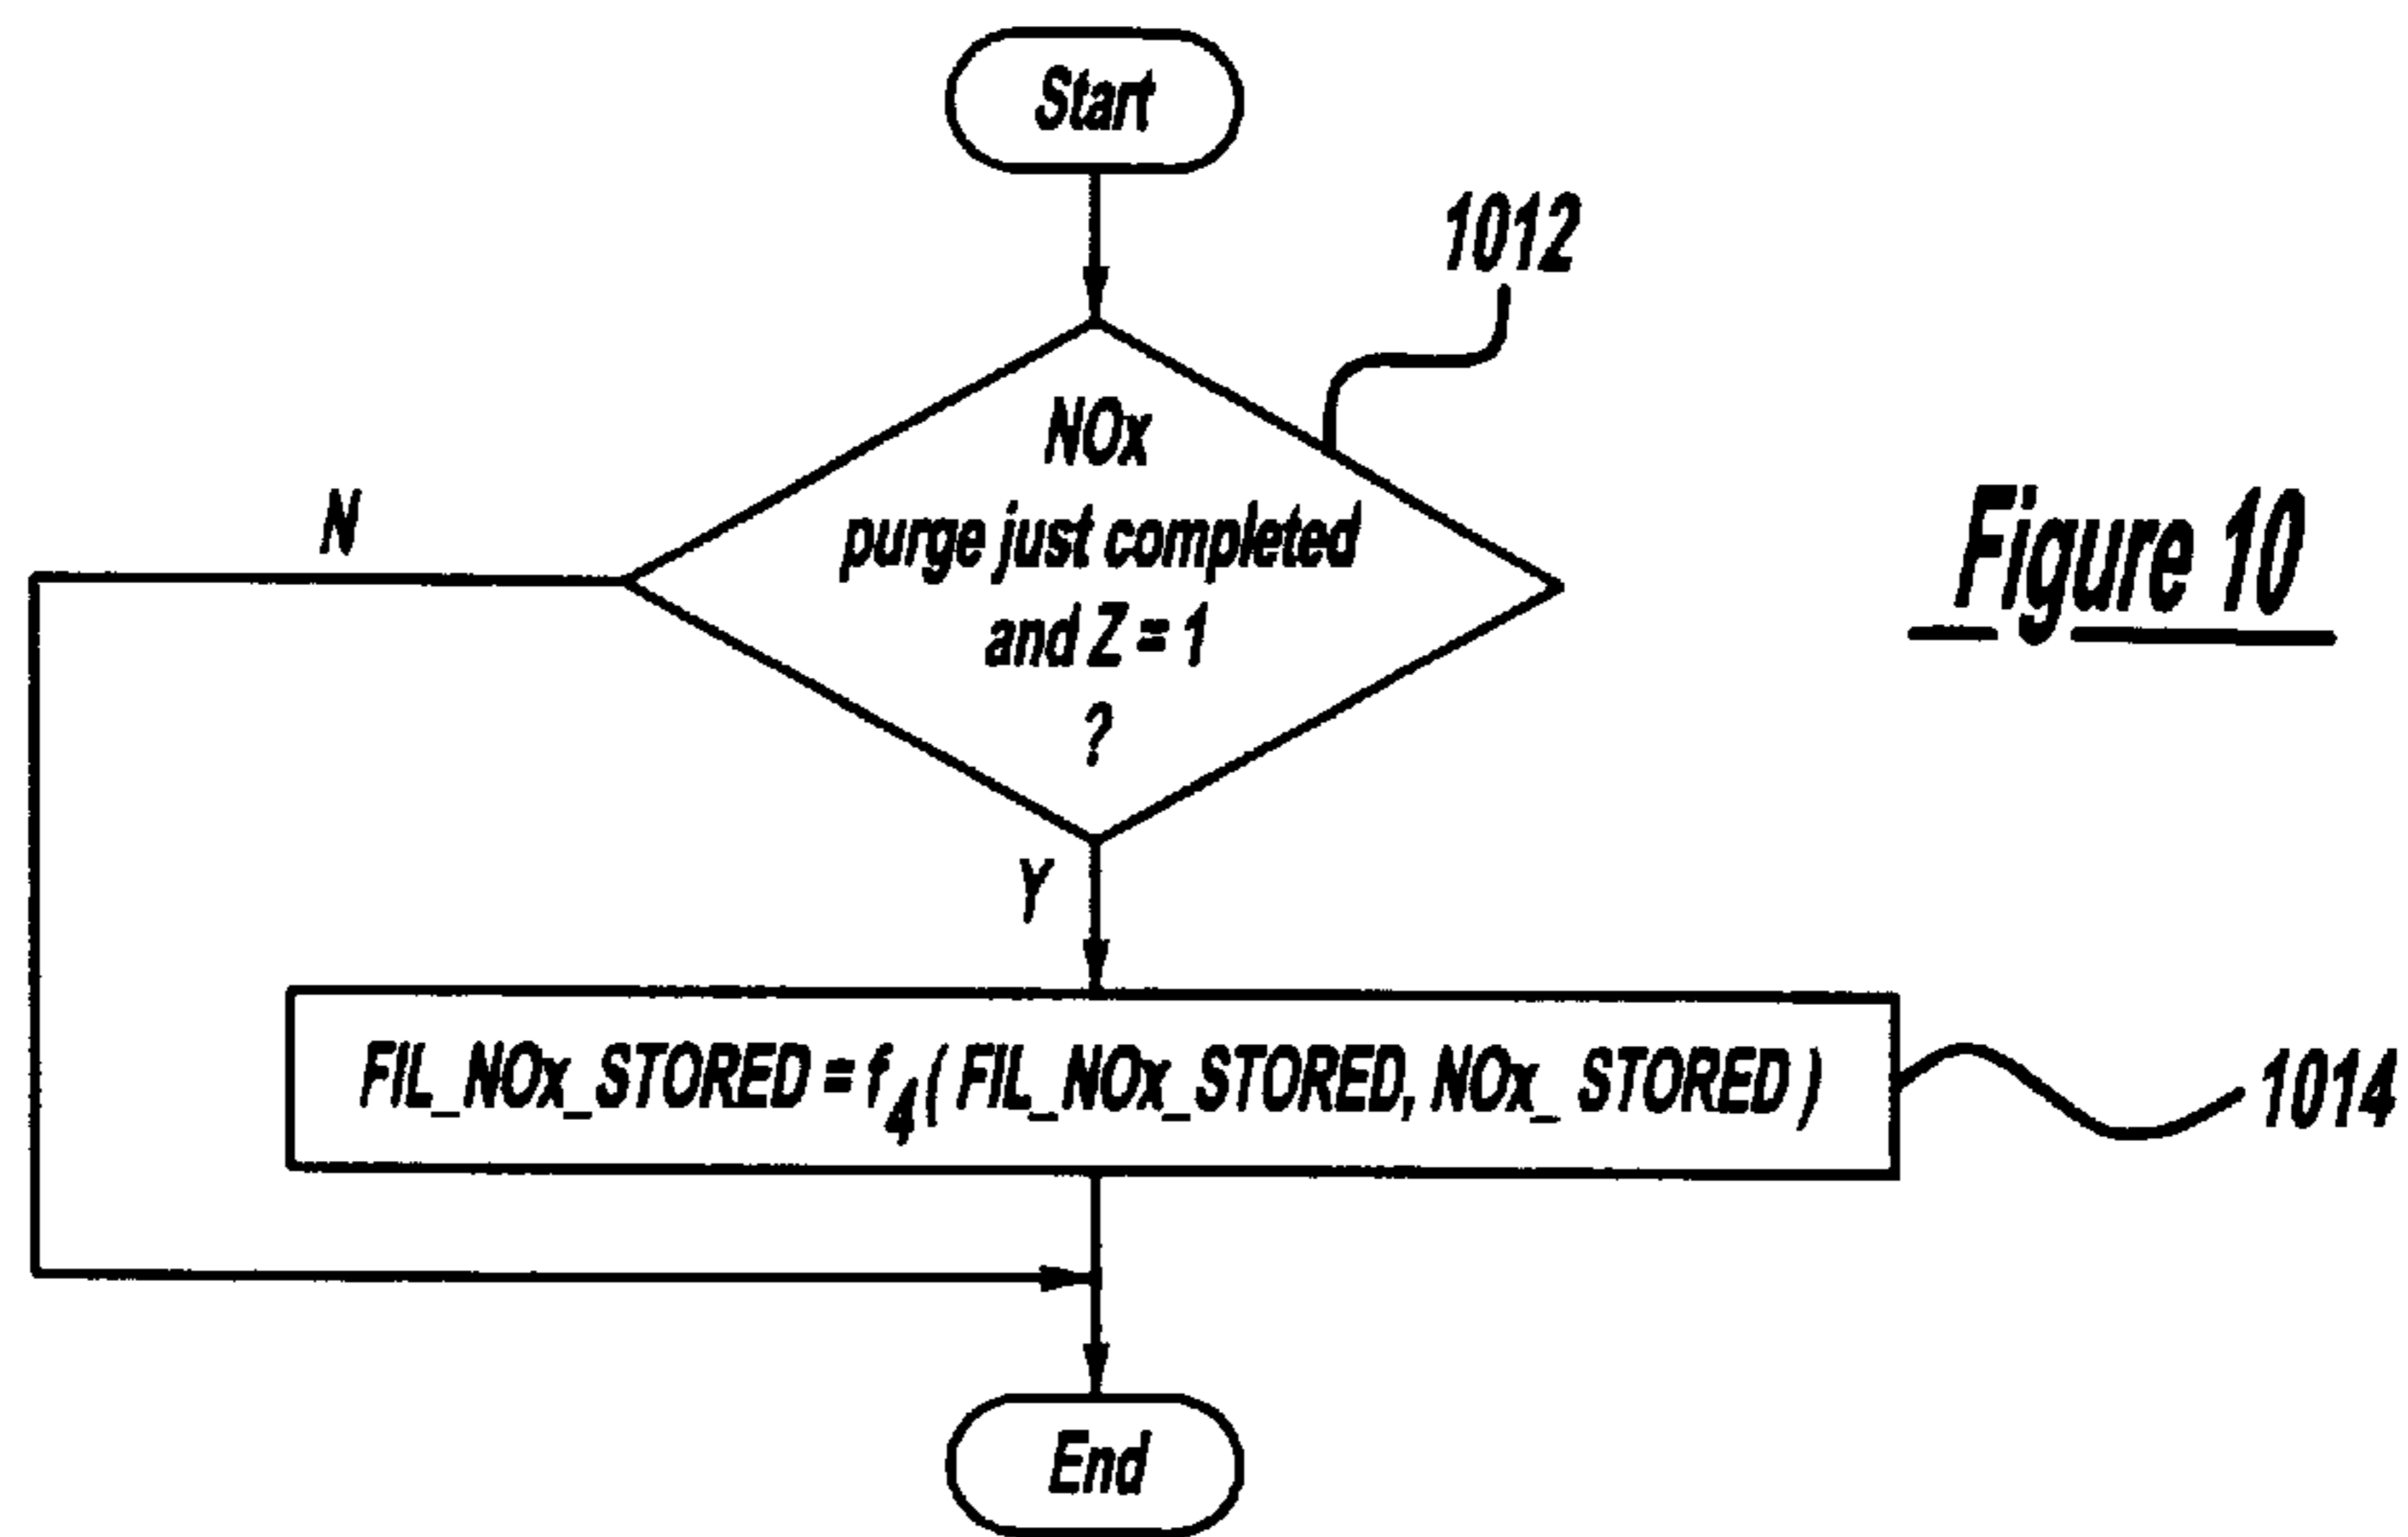 Start
1012
NOx
purge just completed
and Z = 1
?
N
Figure 10
Y
FIL_NOx_STORED = f4 ( FIL_NOx_STORED, NOx_ STORED )
1014
End